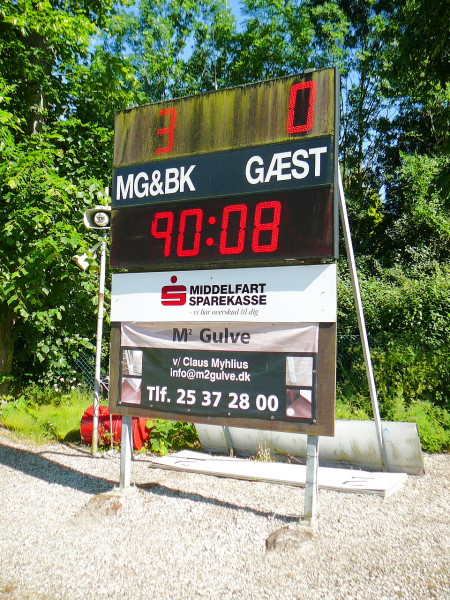 3 0
MG&BK GÆST
90:08
MIDDELFART
SPAREKASSE
- vi har overskud til dig
M² Gulve
v/ Claus Myhlius
info@m2gulve.dk
Tlf. 25 37 28 00